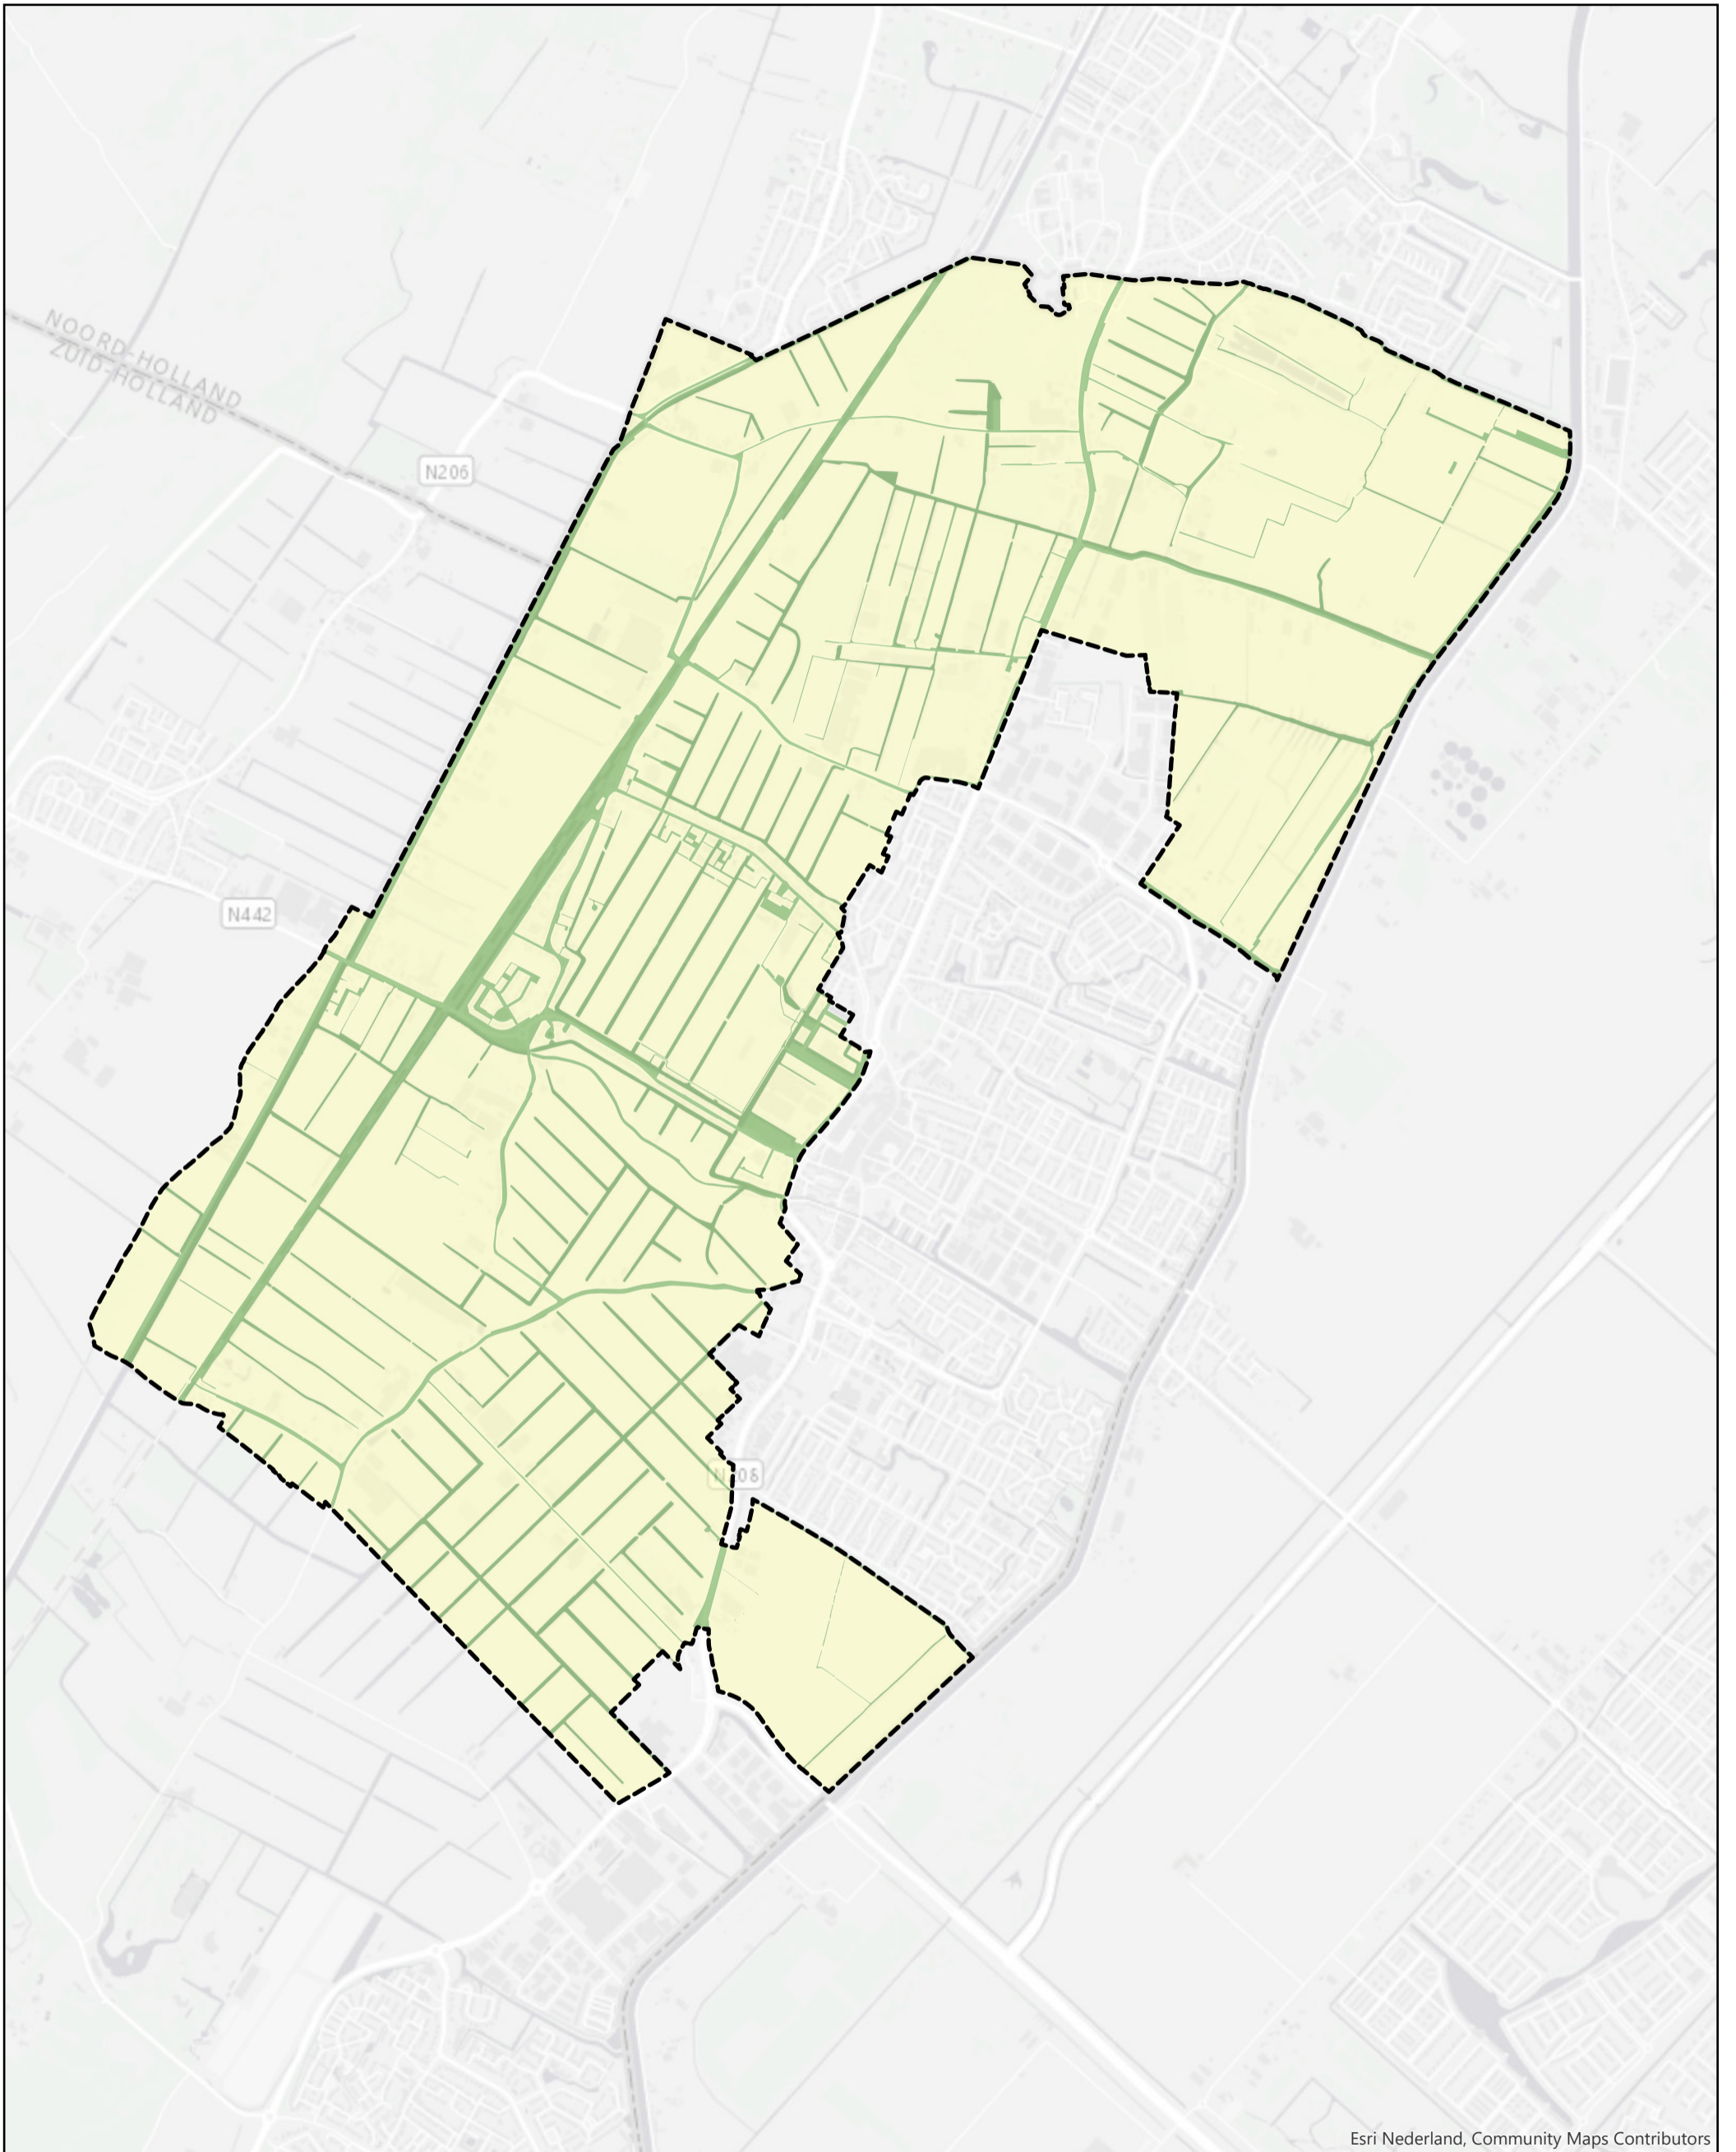 NOORD-HOLLAND
ZUID-HOLLAND
N206
N442
Esri Nederland, Community Maps Contributors